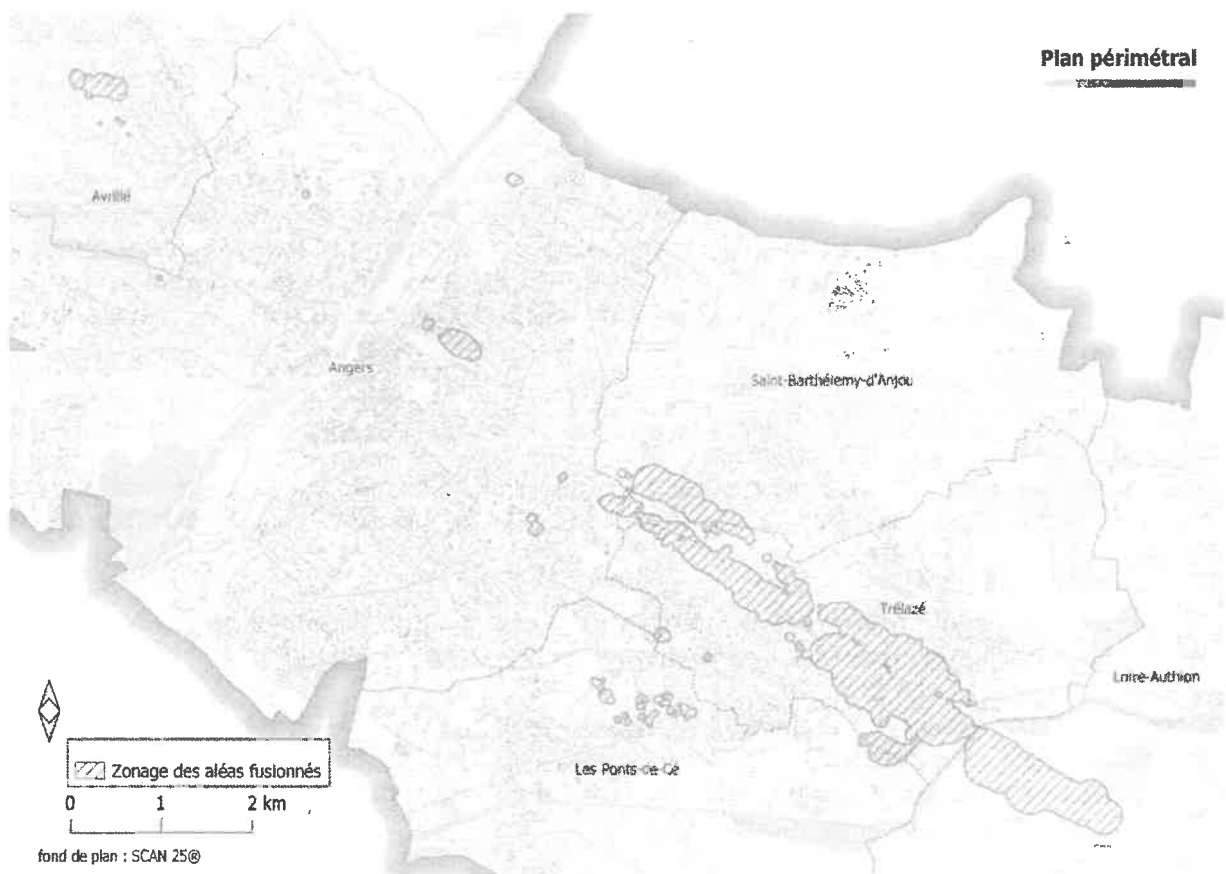 Plan périmétral
Avrillé
Angers
Saint-Barthélemy-d'Anjou
Trélazé
Loire-Authion
Les Ponts-de-Cé
Zonage des aléas fusionnés
0 1 2 km
fond de plan : SCAN 25®